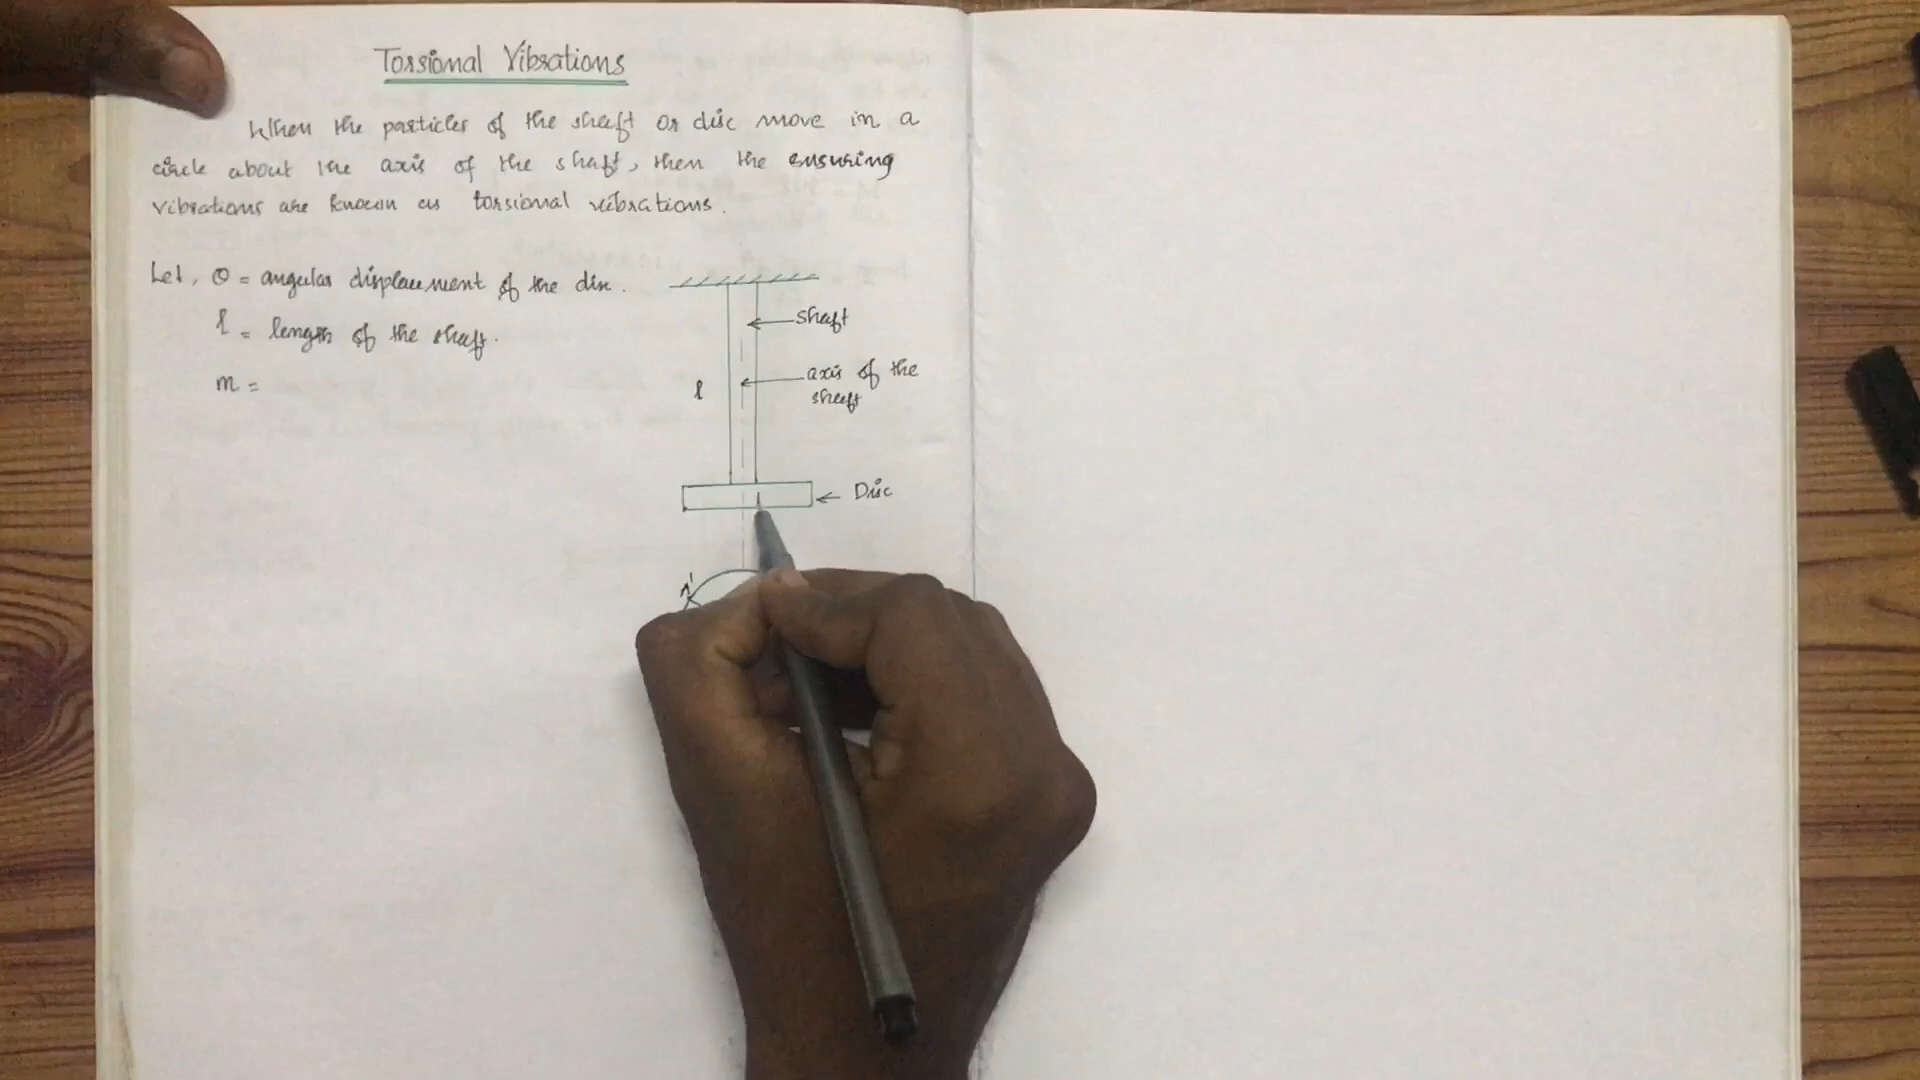 Torsional Vibrations
When the particles of the shaft or disc move in a
circle about the axis of the shaft, then the ensuring
vibrations are known as torsional vibrations.
Let, θ = angular displacement of the disc.
l = length of the shaft.
m =
shaft
axis of the
shaft
l
Disc